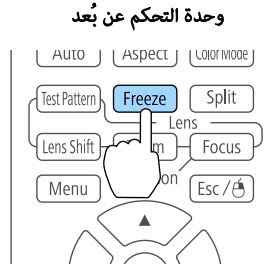 وحدة التحكم عن بُعد
Auto Aspect Color Mode
Test Pattern Freeze Split
Lens
Lens Shift Focus
Menu Esc /